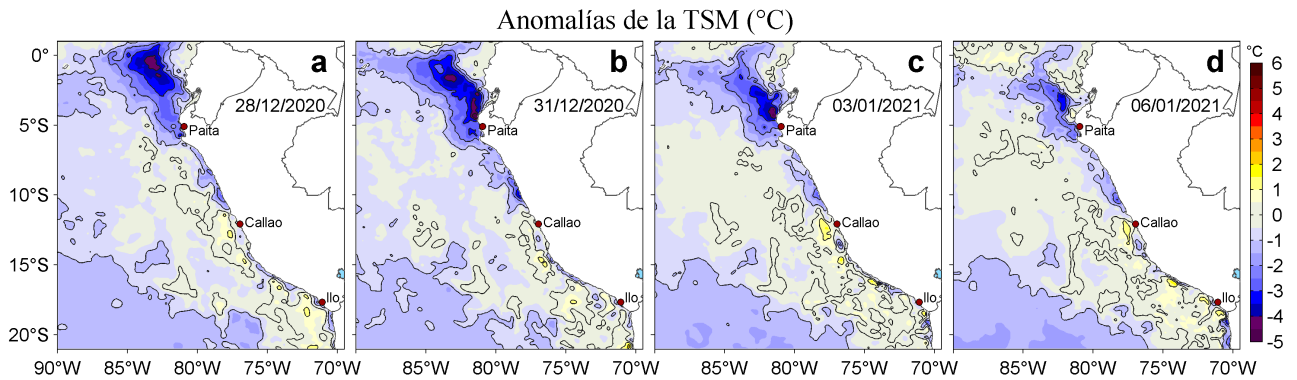 Anomalías de la TSM (°C)
a
b
c
d
28/12/2020
31/12/2020
03/01/2021
06/01/2021
Paita
Paita
Paita
Paita
Callao
Callao
Callao
Callao
Ilo
Ilo
Ilo
Ilo
0°
5°S
10°S
15°S
20°S
90°W 85°W 80°W 75°W 70°W
85°W 80°W 75°W 70°W
85°W 80°W 75°W 70°W
85°W 80°W 75°W 70°W
°C
6
5
4
3
2
2
1
0
-1
-2
-3
-4
-5